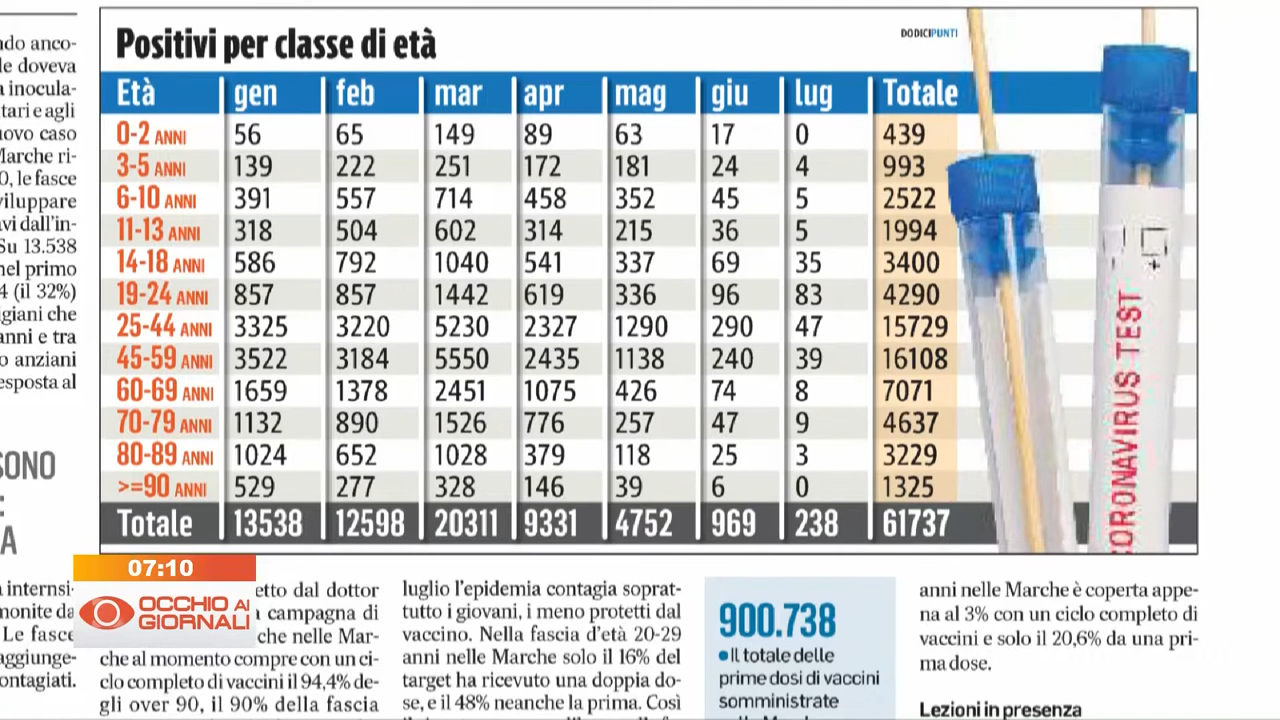 Positivi per classe di età
DODICIPUNTI
Età gen feb mar apr mag giu lug Totale
0-2 ANNI 56 65 149 89 63 17 0 439
3-5 ANNI 139 222 251 172 181 24 4 993
6-10 ANNI 391 557 714 458 352 45 5 2522
11-13 ANNI 318 504 602 314 215 36 5 1994
14-18 ANNI 586 792 1040 541 337 69 35 3400
19-24 ANNI 857 857 1442 619 336 96 83 4290
25-44 ANNI 3325 3220 5230 2327 1290 290 47 15729
45-59 ANNI 3522 3184 5550 2435 1138 240 39 16108
60-69 ANNI 1659 1378 2451 1075 426 74 8 7071
70-79 ANNI 1132 890 1526 776 257 47 9 4637
80-89 ANNI 1024 652 1028 379 118 25 3 3229
>=90 ANNI 529 277 328 146 39 6 0 1325
Totale 13538 12598 20311 9331 4752 969 238 61737
CORONAVIRUS TEST
do anco-
le doveva
a inocula-
tari e agli
uovo caso
Marche ri-
0, le fasce
viluppare
avi dall'in-
Su 13.538
nel primo
4 (il 32%)
igiani che
anni e tra
o anziani
esposta al
SONO
:
A
a internsi-
monite da
Le fasce
aggiunge-
ontagiati.
07:10
OCCHIO AI
GIORNALI
etto dal dottor
a campagna di
che nelle Mar-
che al momento compre con un ci-
clo completo di vaccini il 94,4% de-
gli over 90, il 90% della fascia
luglio l'epidemia contagia soprat-
tutto i giovani, i meno protetti dal
vaccino. Nella fascia d'età 20-29
anni nelle Marche solo il 16% del
target ha ricevuto una doppia do-
se, e il 48% neanche la prima. Così
900.738
•Il totale delle
prime dosi di vaccini
somministrate
anni nelle Marche è coperta appe-
na al 3% con un ciclo completo di
vaccini e solo il 20,6% da una pri-
ma dose.
Lezioni in presenza